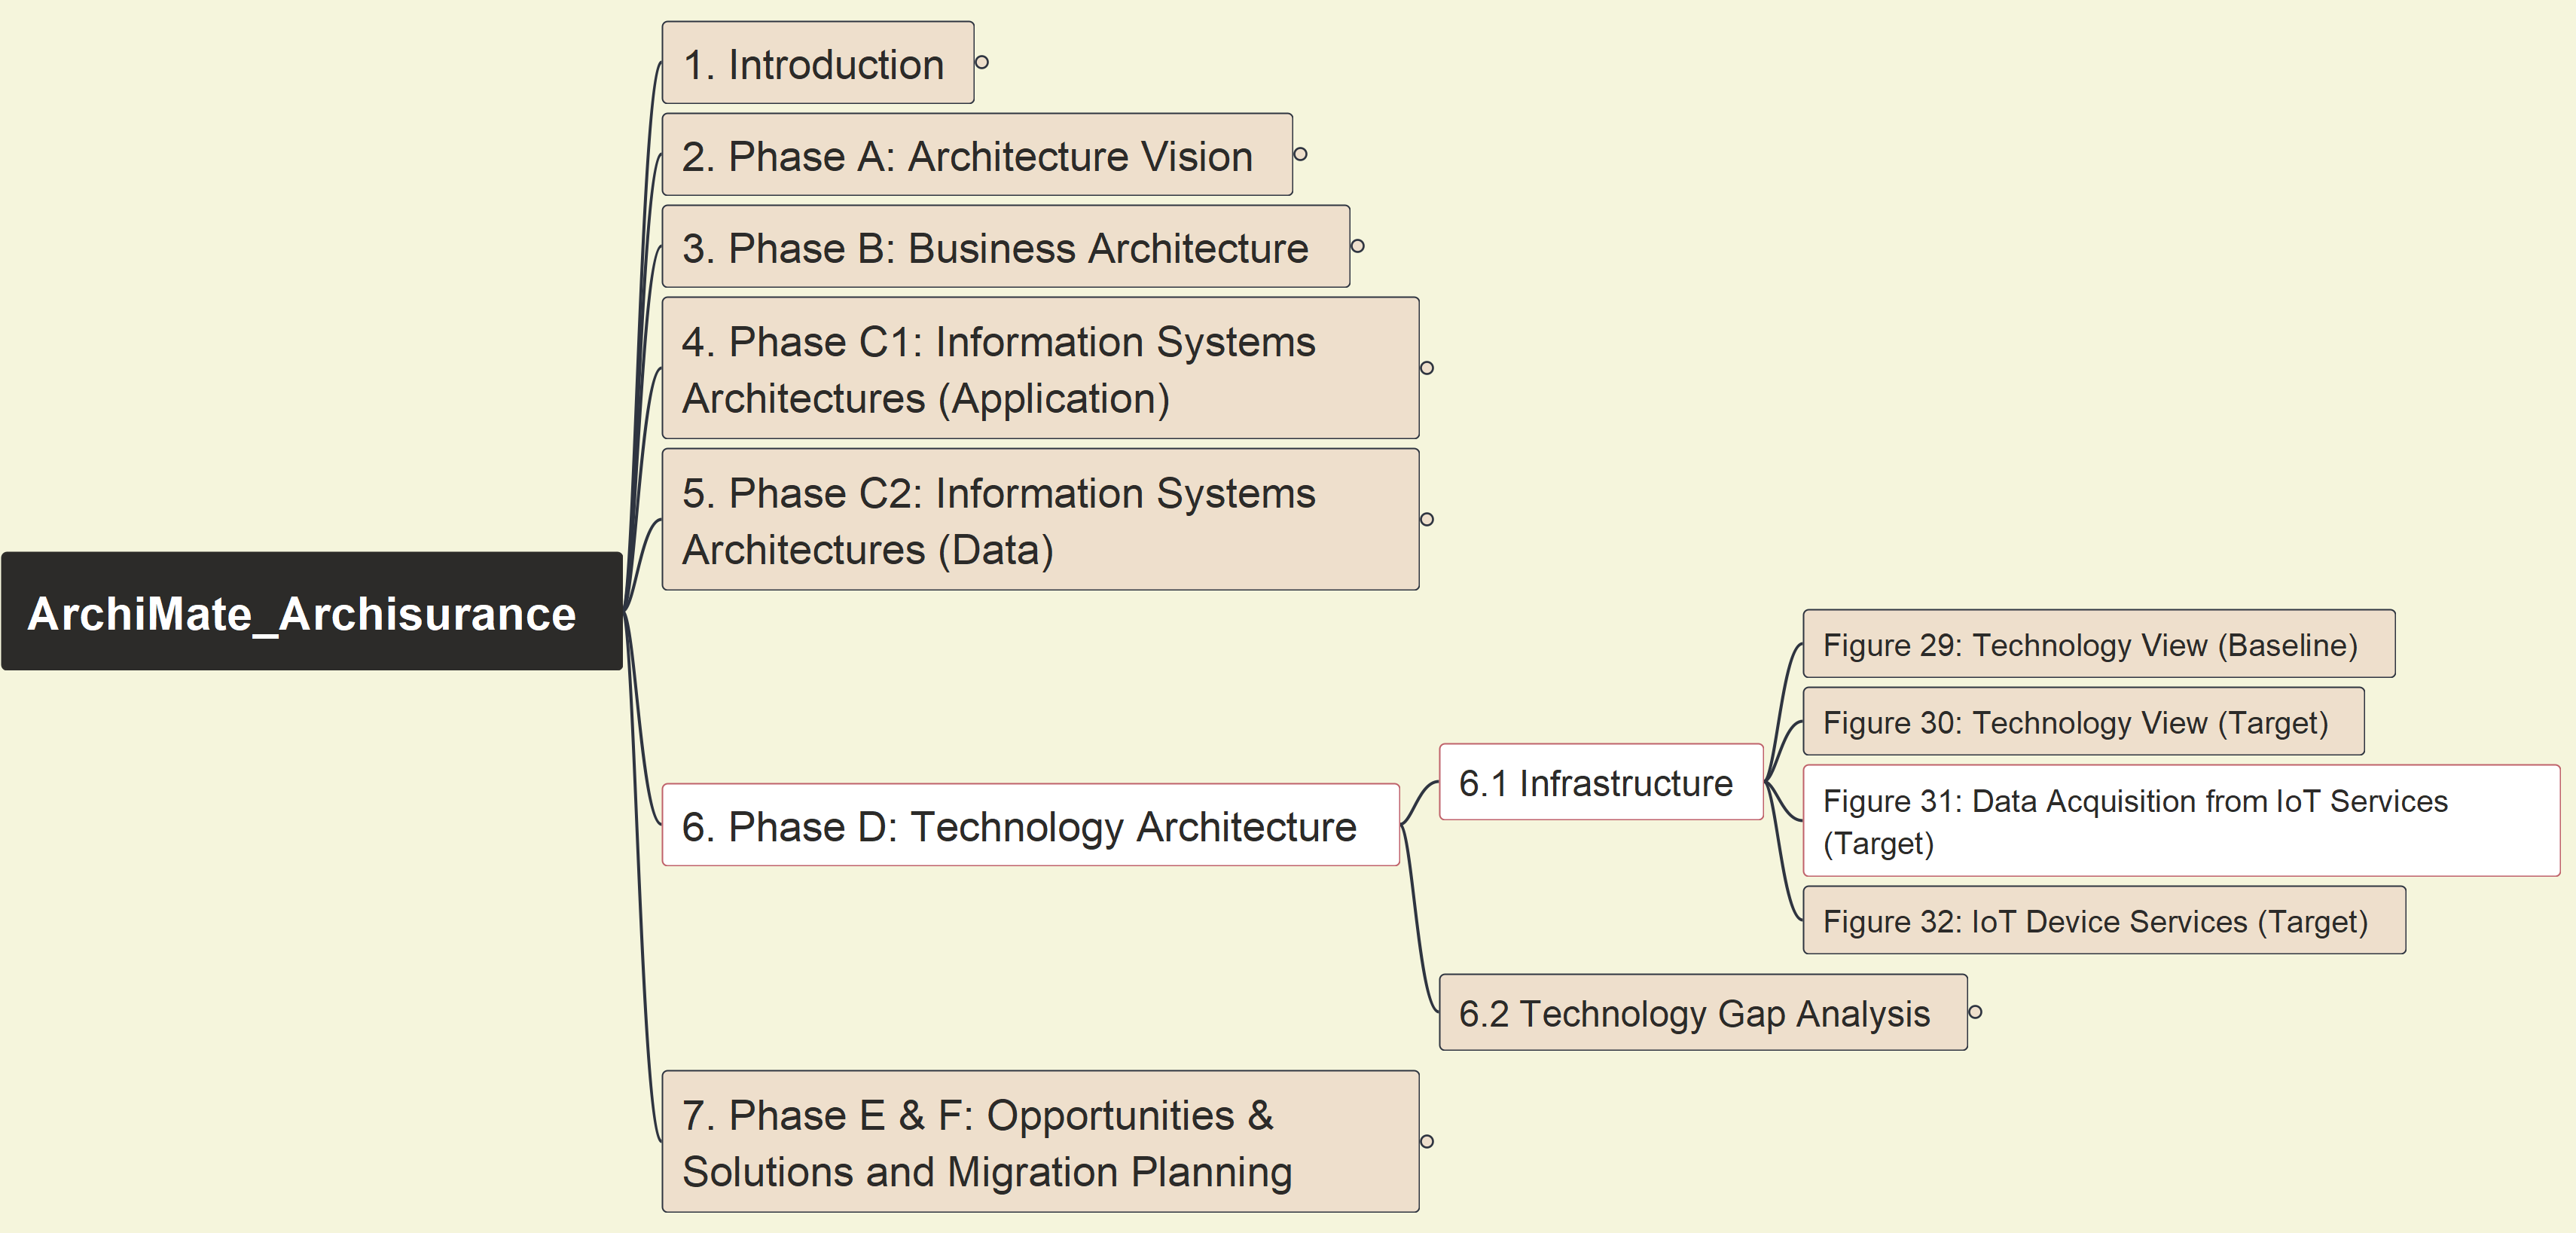 ArchiMate_Archisurance
1. Introduction
2. Phase A: Architecture Vision
3. Phase B: Business Architecture
4. Phase C1: Information Systems
Architectures (Application)
5. Phase C2: Information Systems
Architectures (Data)
6. Phase D: Technology Architecture
6.1 Infrastructure
Figure 29: Technology View (Baseline)
Figure 30: Technology View (Target)
Figure 31: Data Acquisition from IoT Services
(Target)
Figure 32: IoT Device Services (Target)
6.2 Technology Gap Analysis
7. Phase E & F: Opportunities &
Solutions and Migration Planning